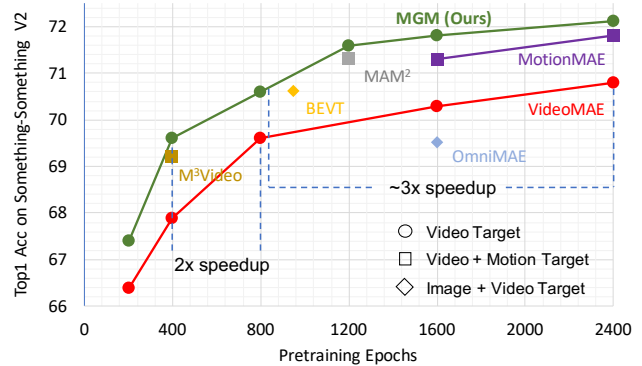 Top1 Acc on Something-Something V2
72
71
70
69
68
67
66
MGM (Ours)
MotionMAE
MAM²
BEVT
VideoMAE
OmniMAE
M³Video
~3x speedup
2x speedup
Video Target
Video + Motion Target
Image + Video Target
0 400 800 1200 1600 2000 2400
Pretraining Epochs